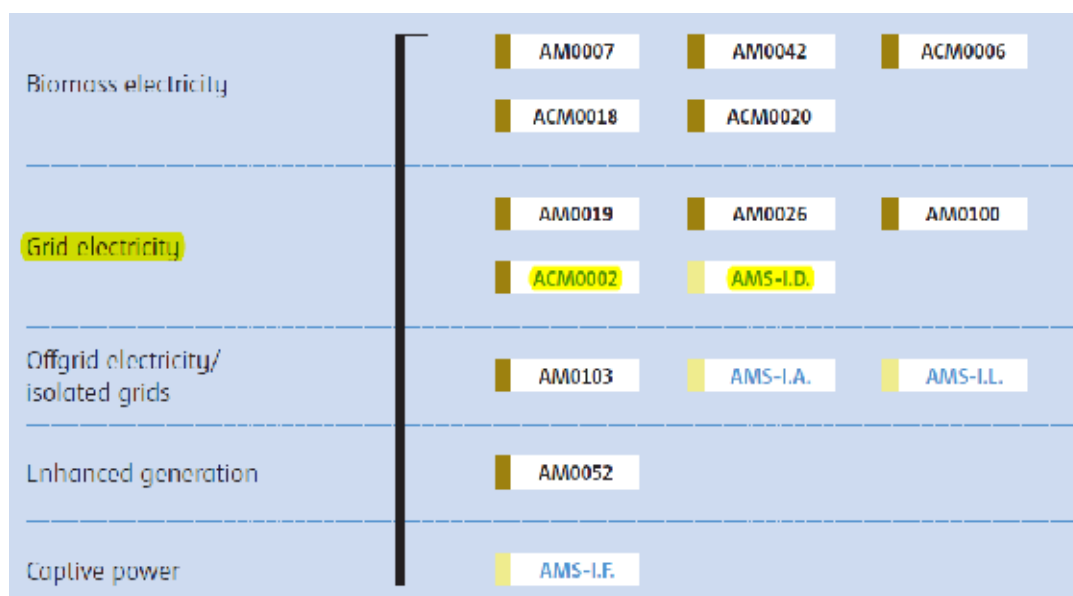 Biomass electricity
AM0007 AM0042 ACM0006
ACM0018 ACM0020
Grid electricity
AM0019 AM0026 AM0100
ACM0002 AMS-I.D.
Offgrid electricity/
isolated grids
AM0103 AMS-I.A. AMS-I.L.
Enhanced generation
AM0052
Captive power
AMS-I.F.